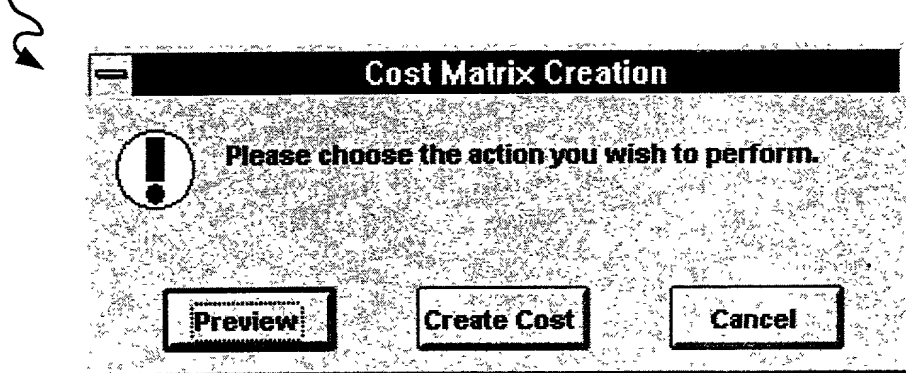 Cost Matrix Creation
Please choose the action you wish to perform.
Preview Create Cost Cancel